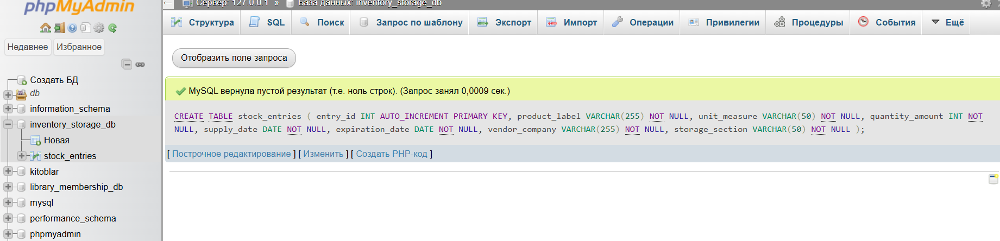 phpMyAdmin
Недавнее Избранное
Создать БД
db
information_schema
inventory_storage_db
Новая
stock_entries
kitoblar
library_membership_db
mysql
performance_schema
phpmyadmin
Сервер: 127.0.0.1 » База данных: inventory_storage_db
Структура SQL Поиск Запрос по шаблону Экспорт Импорт Операции Привилегии Процедуры События Ещё
Отобразить поле запроса
MySQL вернула пустой результат (т.е. ноль строк). (Запрос занял 0,0009 сек.)
CREATE TABLE stock_entries ( entry_id INT AUTO_INCREMENT PRIMARY KEY, product_label VARCHAR(255) NOT NULL, unit_measure VARCHAR(50) NOT NULL, quantity_amount INT NOT
NULL, supply_date DATE NOT NULL, expiration_date DATE NOT NULL, vendor_company VARCHAR(255) NOT NULL, storage_section VARCHAR(50) NOT NULL );
[ Построчное редактирование ] [ Изменить ] [ Создать PHP-код ]